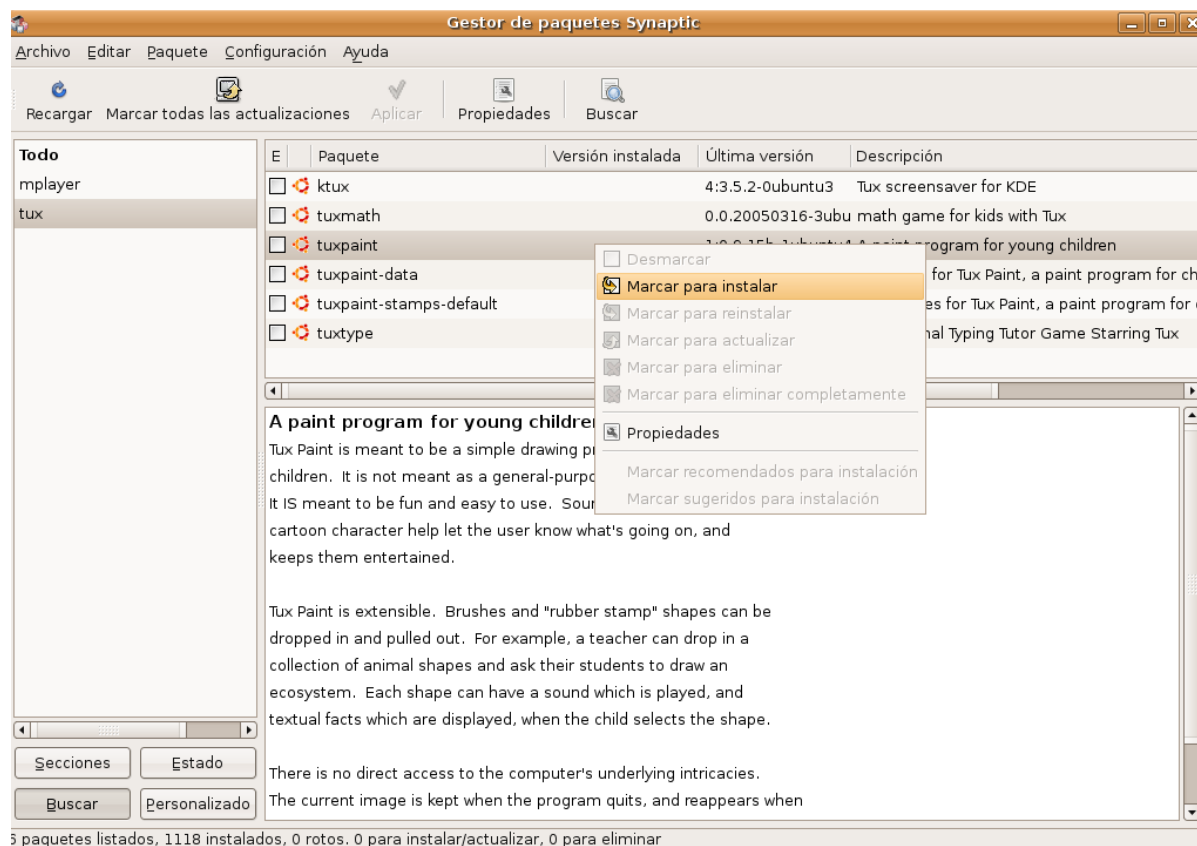 Gestor de paquetes Synaptic
Archivo Editar Paquete Configuración Ayuda
Recargar Marcar todas las actualizaciones Aplicar Propiedades Buscar
Todo
mplayer
tux
E Paquete Versión instalada Última versión Descripción
ktux 4:3.5.2-0ubuntu3 Tux screensaver for KDE
tuxmath 0.0.20050316-3ubu math game for kids with Tux
tuxpaint program for young children
tuxpaint-data for Tux Paint, a paint program for ch
tuxpaint-stamps-default es for Tux Paint, a paint program for
tuxtype nal Typing Tutor Game Starring Tux
Desmarcar
Marcar para instalar
Marcar para reinstalar
Marcar para actualizar
Marcar para eliminar
Marcar para eliminar completamente
Propiedades
Marcar recomendados para instalación
Marcar sugeridos para instalación
A paint program for young childre
Tux Paint is meant to be a simple drawing p
children. It is not meant as a general-purpo
It IS meant to be fun and easy to use. Sour
cartoon character help let the user know what's going on, and
keeps them entertained.
Tux Paint is extensible. Brushes and "rubber stamp" shapes can be
dropped in and pulled out. For example, a teacher can drop in a
collection of animal shapes and ask their students to draw an
ecosystem. Each shape can have a sound which is played, and
textual facts which are displayed, when the child selects the shape.
There is no direct access to the computer's underlying intricacies.
The current image is kept when the program quits, and reappears when
Secciones Estado
Buscar Personalizado
6 paquetes listados, 1118 instalados, 0 rotos. 0 para instalar/actualizar, 0 para eliminar